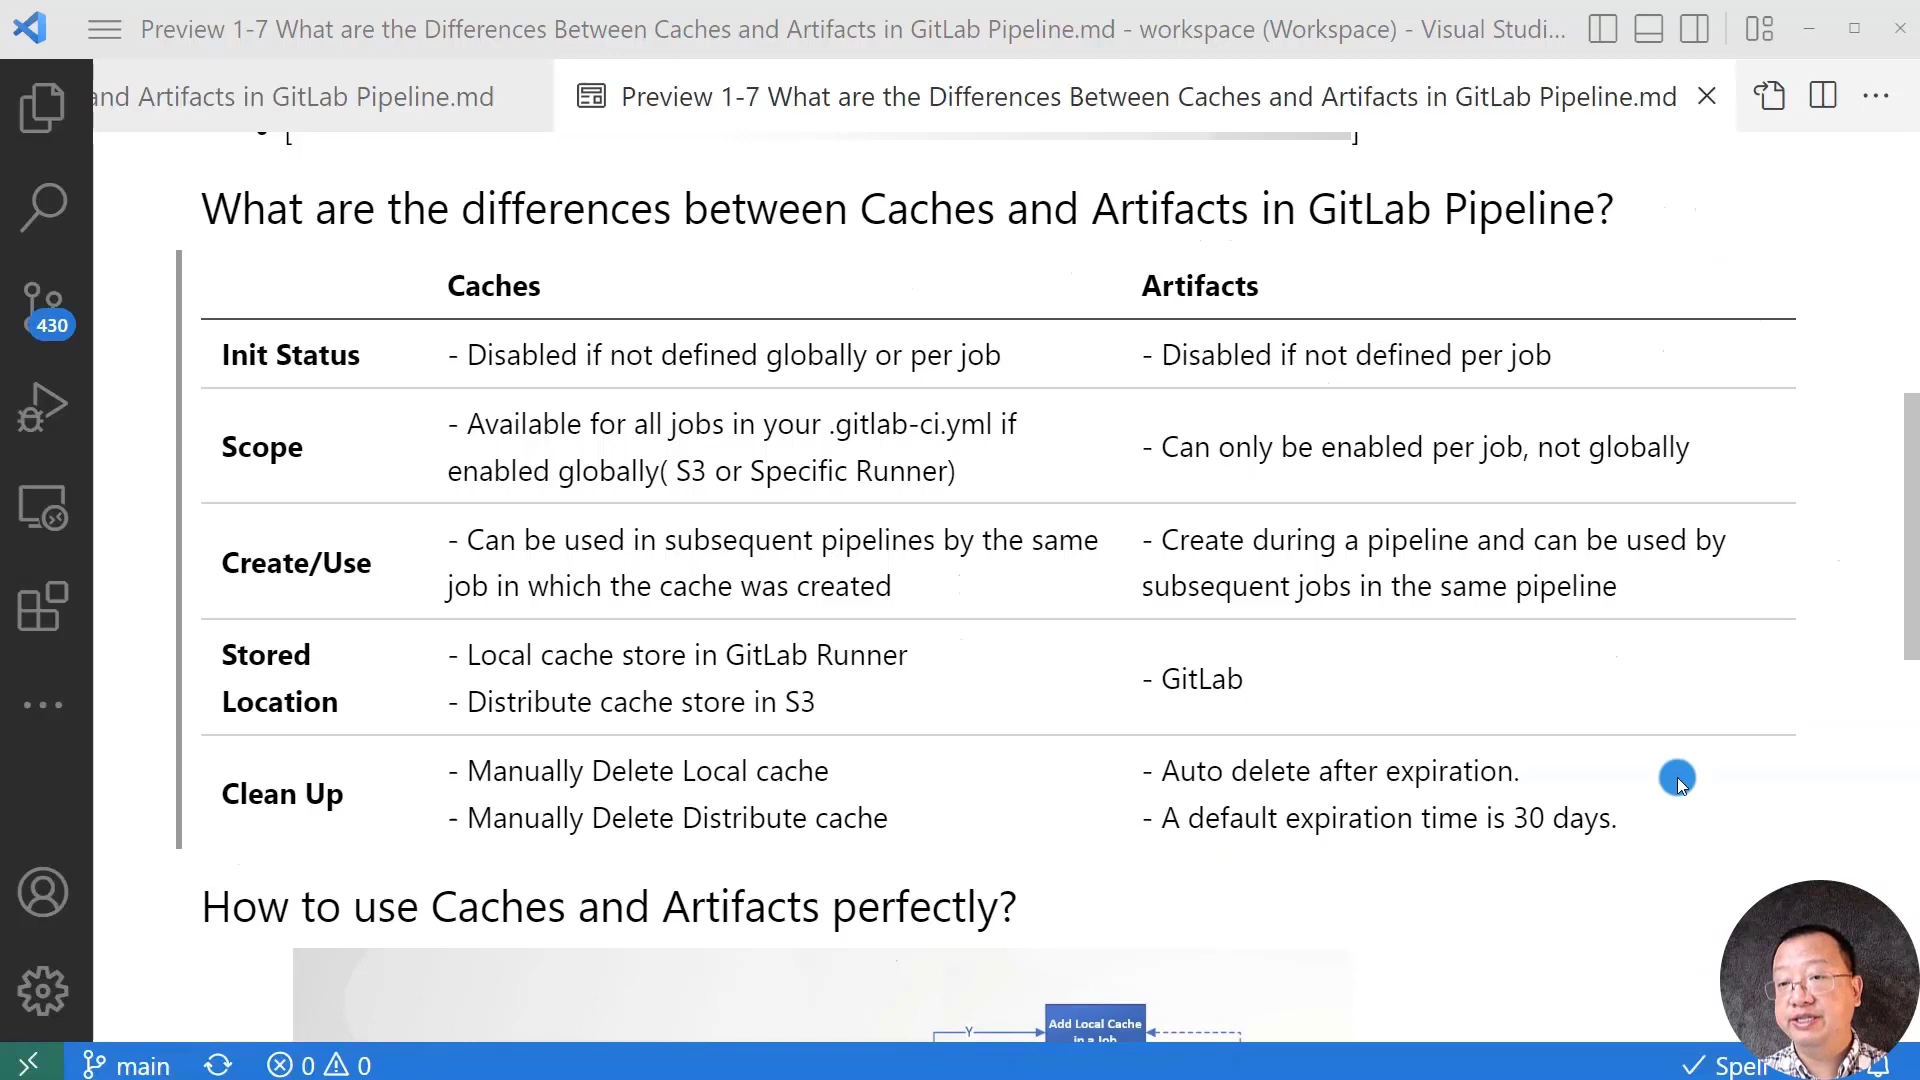 Preview 1-7 What are the Differences Between Caches and Artifacts in GitLab Pipeline.md - workspace (Workspace) - Visual Studi...
and Artifacts in GitLab Pipeline.md
Preview 1-7 What are the Differences Between Caches and Artifacts in GitLab Pipeline.md
[ ]
What are the differences between Caches and Artifacts in GitLab Pipeline?
Caches Artifacts
Init Status - Disabled if not defined globally or per job - Disabled if not defined per job
Scope - Available for all jobs in your .gitlab-ci.yml if
enabled globally( S3 or Specific Runner) - Can only be enabled per job, not globally
Create/Use - Can be used in subsequent pipelines by the same
job in which the cache was created
- Create during a pipeline and can be used by
subsequent jobs in the same pipeline
Stored
Location
- Local cache store in GitLab Runner
- Distribute cache store in S3
- GitLab
Clean Up
- Manually Delete Local cache
- Manually Delete Distribute cache
- Auto delete after expiration.
- A default expiration time is 30 days.
How to use Caches and Artifacts perfectly?
Y
Add Local Cache
in a Job
430
main
0 0
Spell